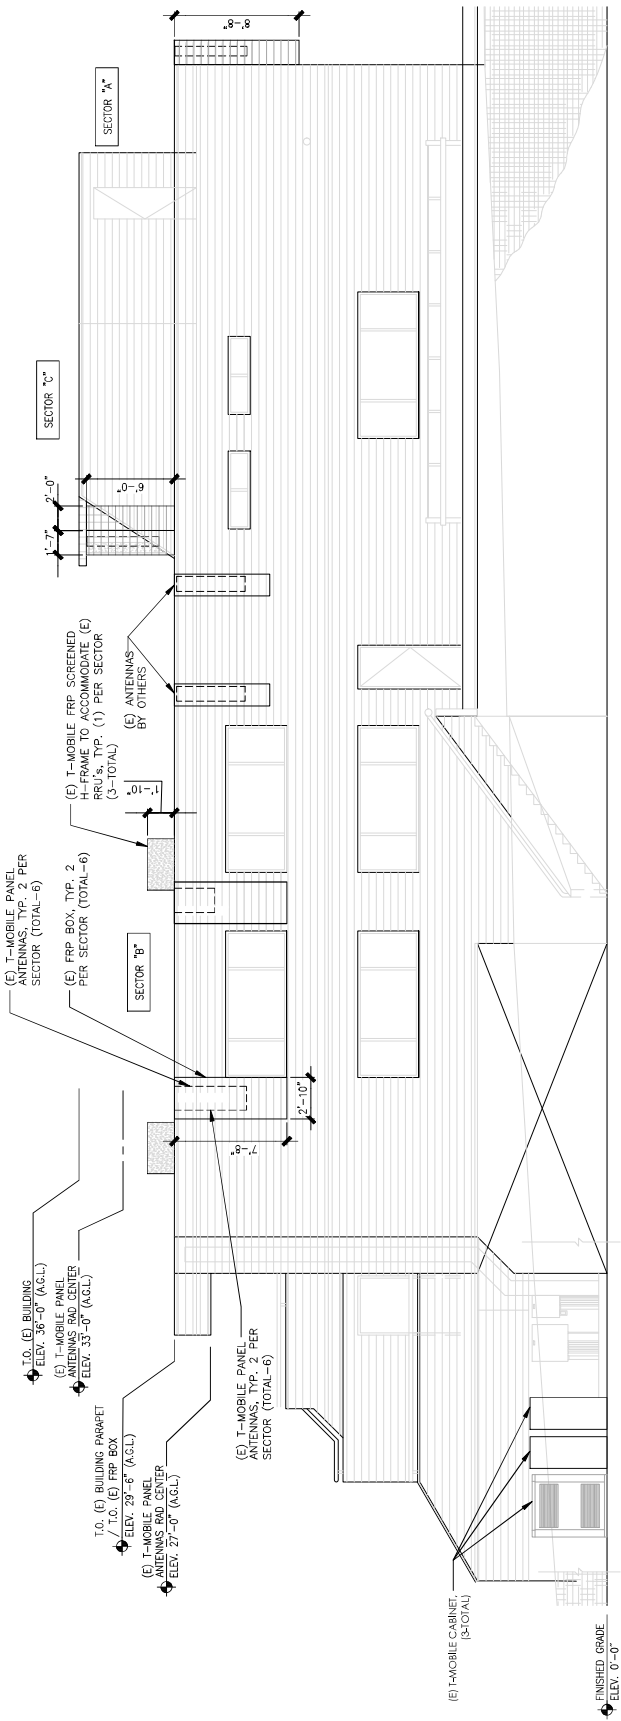 T.O. (E) BUILDING
ELEV. 36'-0" (A.G.L.)
(E) T-MOBILE PANEL
ANTENNAS RAD CENTER
ELEV. 33'-0" (A.G.L.)
T.O. (E) BUILDING PARAPET
/ T.O. (E) FRP BOX
ELEV. 29'-6" (A.G.L.)
(E) T-MOBILE PANEL
ANTENNAS RAD CENTER
ELEV. 27'-0" (A.G.L.)
(E) T-MOBILE PANEL
ANTENNAS, TYP. 2 PER
SECTOR (TOTAL-6)
(E) FRP BOX, TYP. 2
PER SECTOR (TOTAL-6)
SECTOR "B"
(E) T-MOBILE FRP SCREENED
H-FRAME TO ACCOMMODATE (E)
RRU's, TYP. (1) PER SECTOR
(3-TOTAL)
1'-10"
(E) ANTENNAS
BY OTHERS
1'-7"
2'-0"
6'-0"
SECTOR "C"
SECTOR "A"
8'-8"
7'-8"
2'-10"
(E) T-MOBILE PANEL
ANTENNAS, TYP. 2 PER
SECTOR (TOTAL-6)
(E) T-MOBILE CABINET,
(3-TOTAL)
FINISHED GRADE
ELEV. 0'-0"